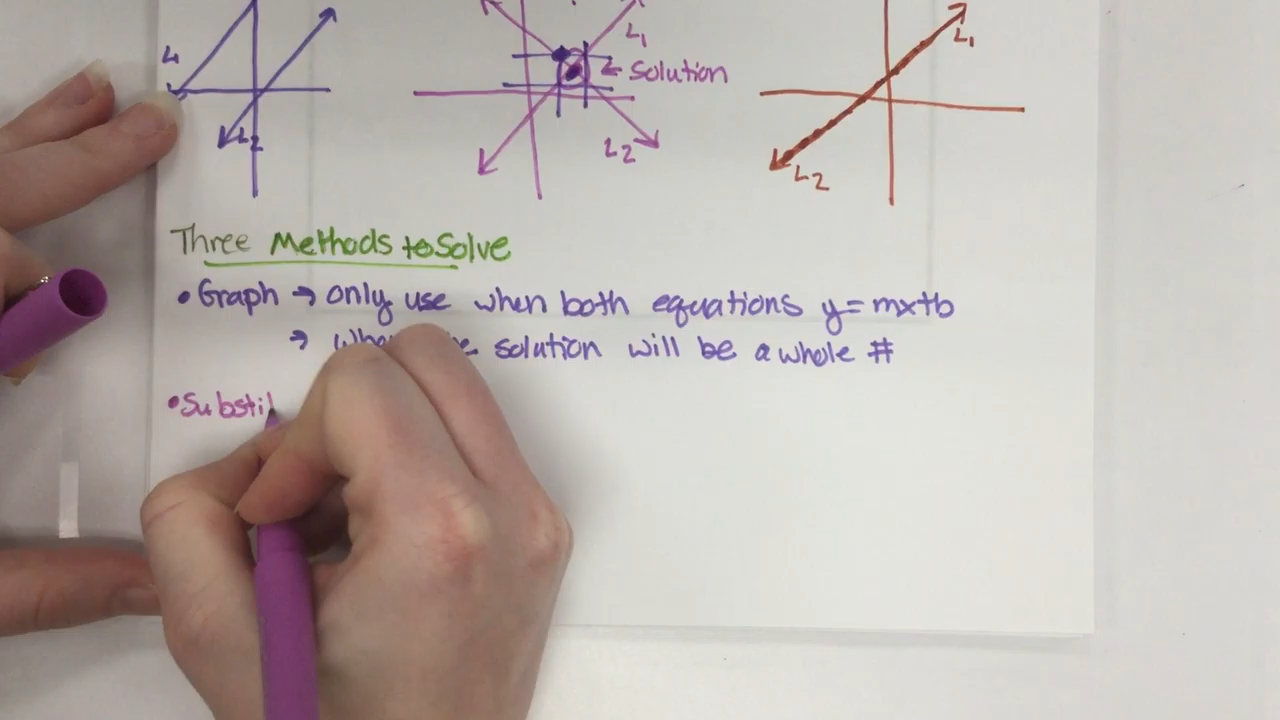 L1
L2
L1
← Solution
L2
L1
L2
Three Methods to Solve
• Graph → only use when both equations y=mx+b
→ solution will be a whole #
• Substit